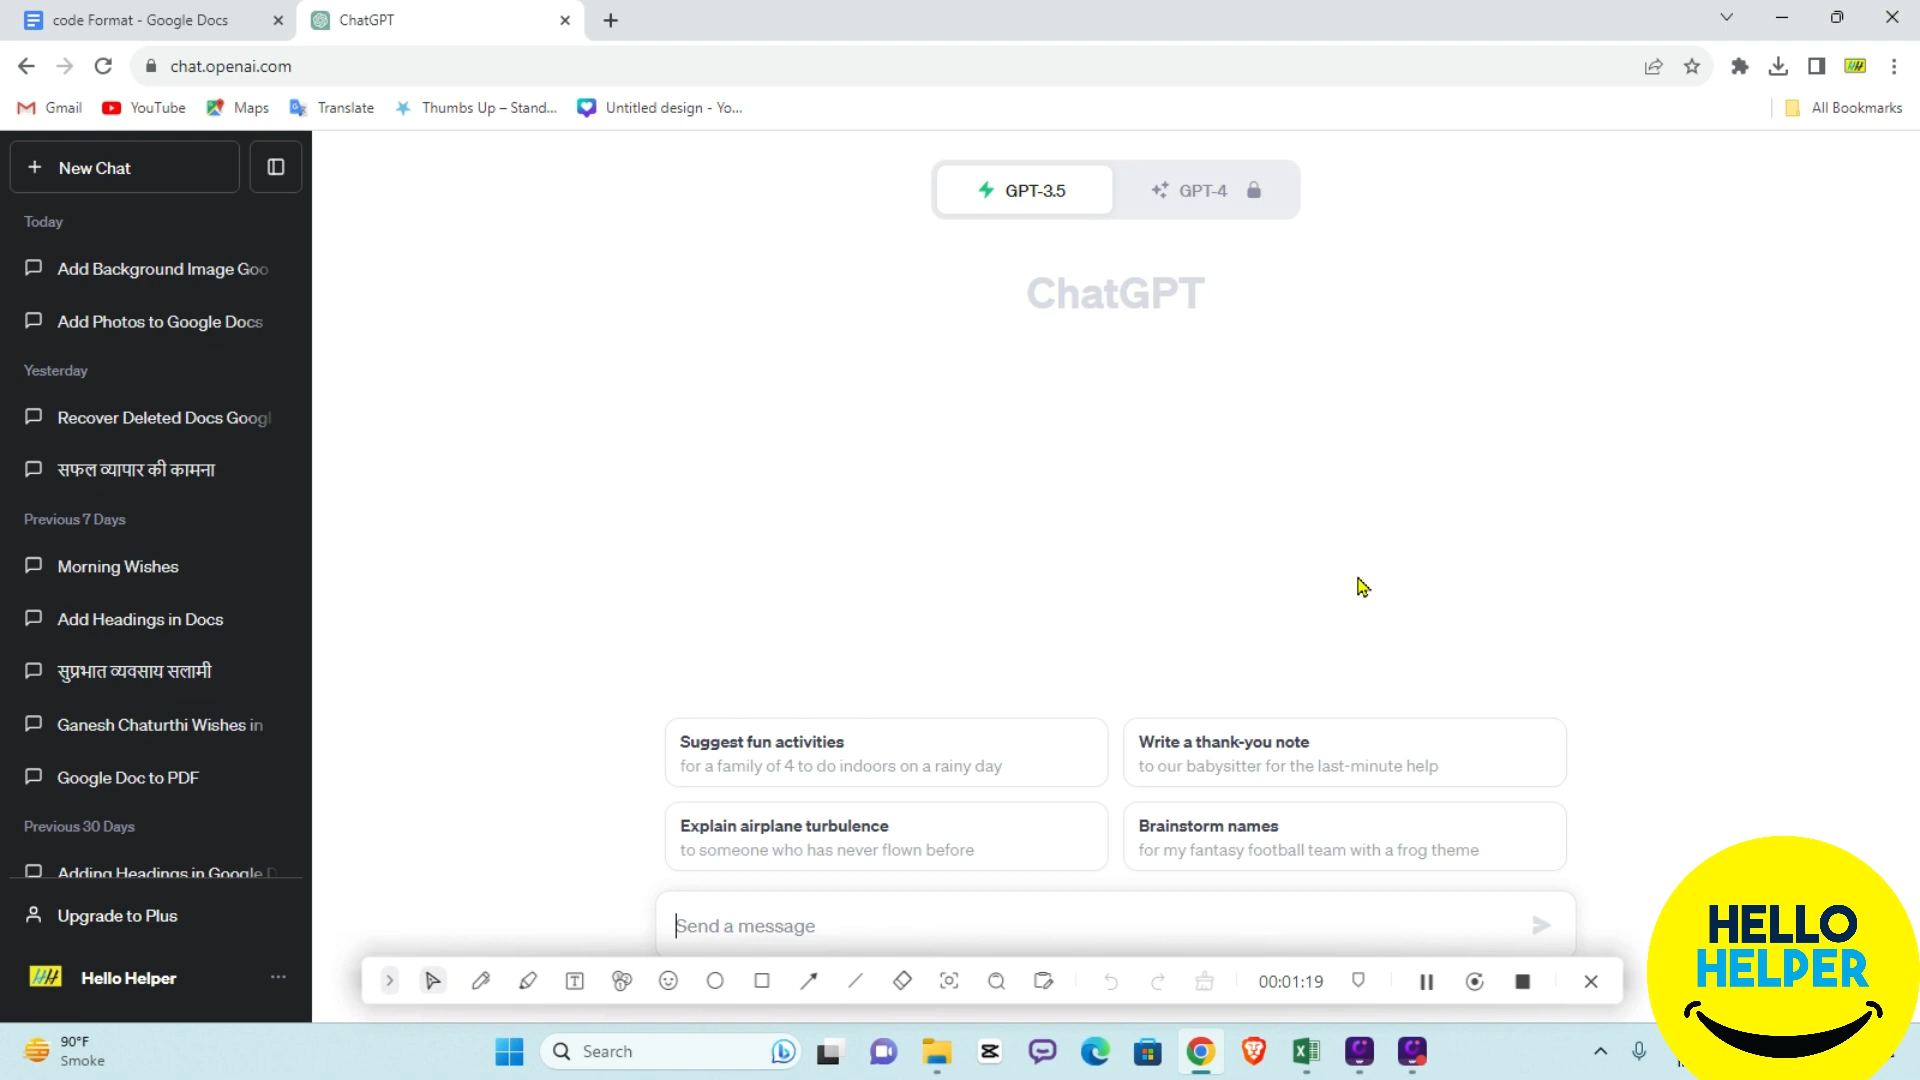 code Format - Google Docs
ChatGPT
chat.openai.com
Gmail
YouTube
Maps
Translate
Thumbs Up – Stand...
Untitled design - Yo...
All Bookmarks
New Chat
Today
Add Background Image Goo
Add Photos to Google Docs
Yesterday
Recover Deleted Docs Googl
सफल व्यापार की कामना
Previous 7 Days
Morning Wishes
Add Headings in Docs
सुप्रभात व्यवसाय सलामी
Ganesh Chaturthi Wishes in
Google Doc to PDF
Previous 30 Days
Adding Headings in Google D
Upgrade to Plus
Hello Helper
GPT-3.5
GPT-4
ChatGPT
Suggest fun activities
for a family of 4 to do indoors on a rainy day
Write a thank-you note
to our babysitter for the last-minute help
Explain airplane turbulence
to someone who has never flown before
Brainstorm names
for my fantasy football team with a frog theme
Send a message
00:01:19
HELLO
HELPER
90°F
Smoke
Search